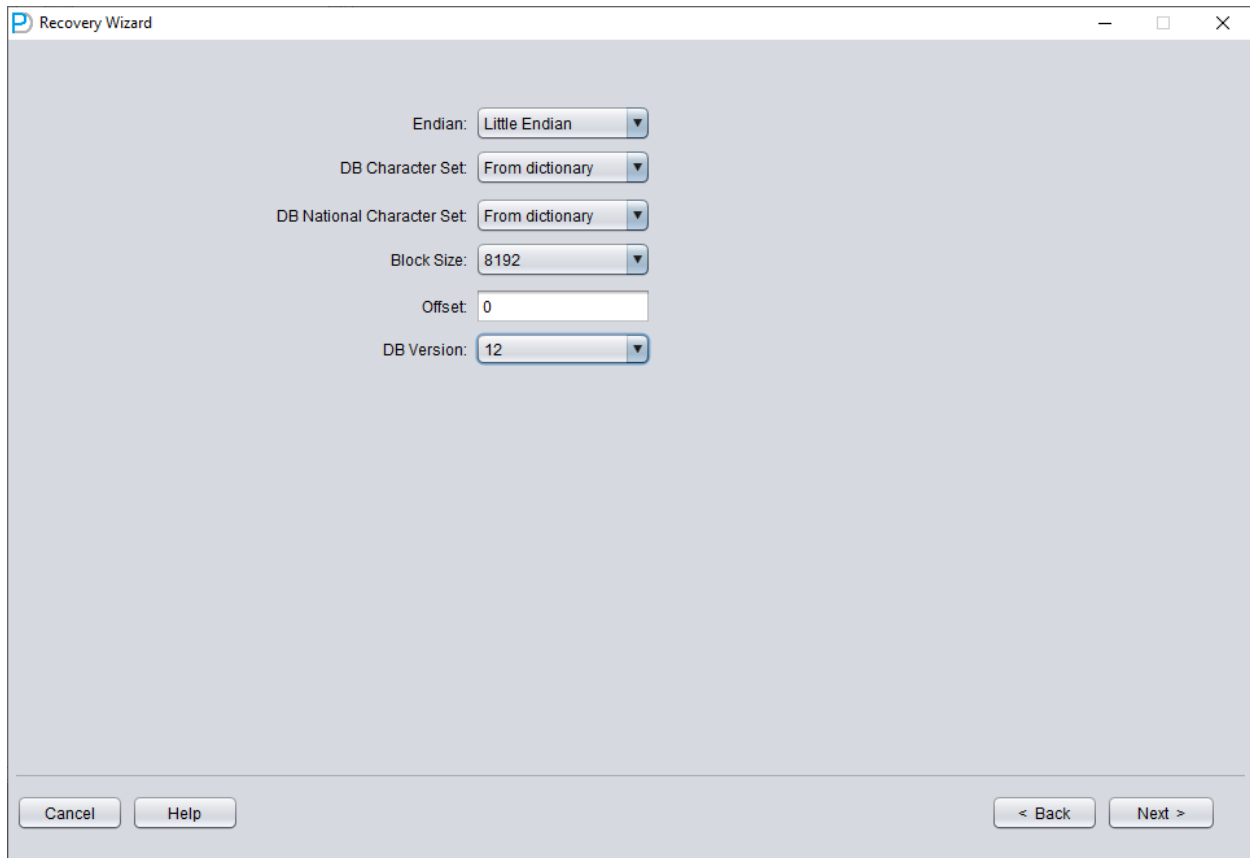 Recovery Wizard
Endian: Little Endian
DB Character Set: From dictionary
DB National Character Set: From dictionary
Block Size: 8192
Offset: 0
DB Version: 12
Cancel Help < Back Next >